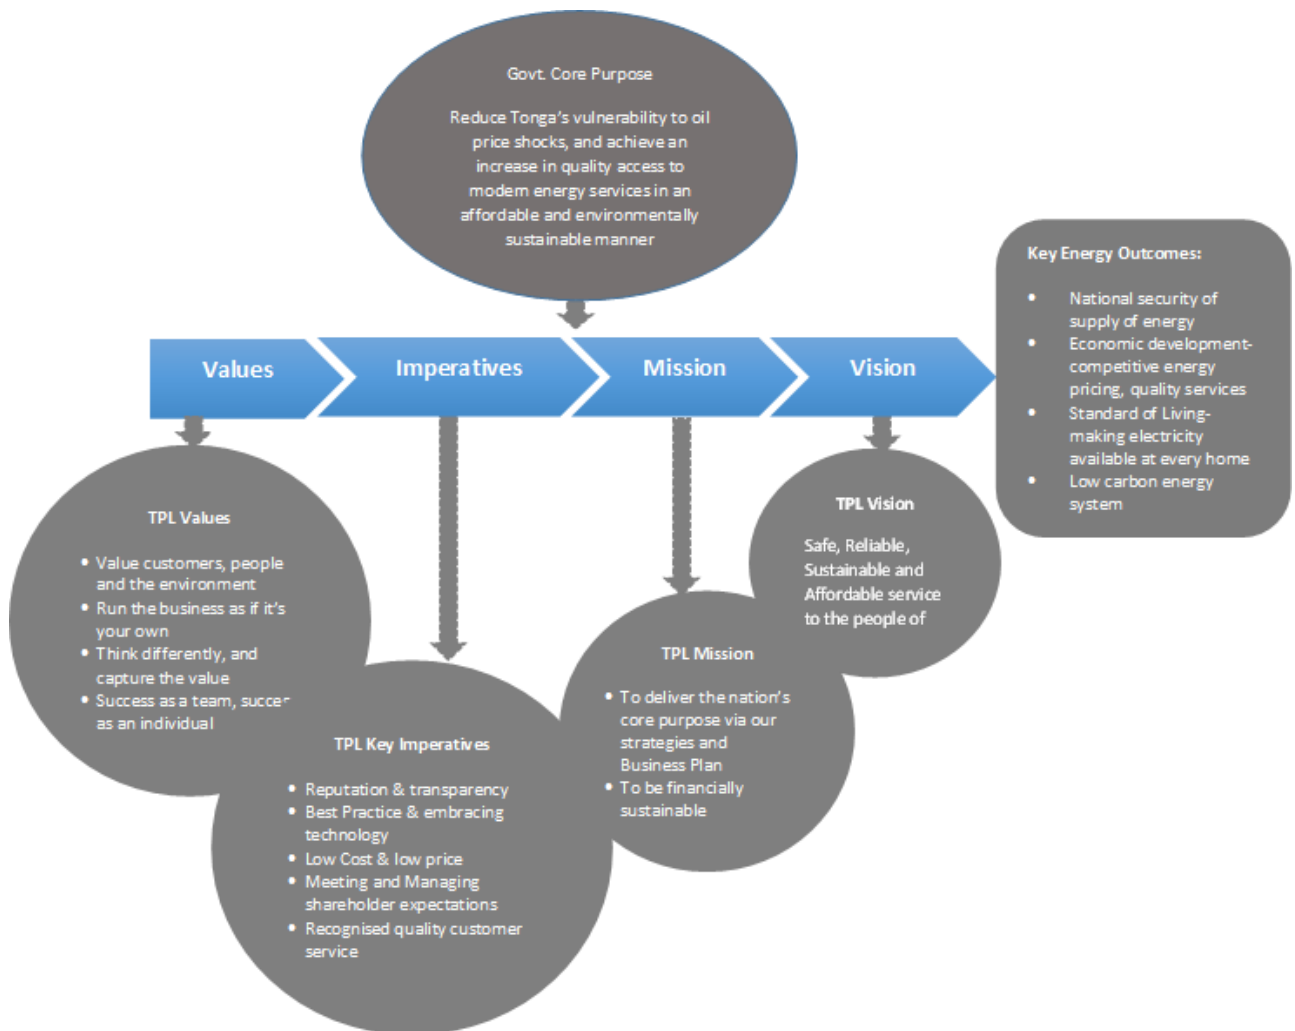 Govt. Core Purpose
Reduce Tonga's vulnerability to oil
price shocks, and achieve an
increase in quality access to
modern energy services in an
affordable and environmentally
sustainable manner
Values
Imperatives
Mission
Vision
Key Energy Outcomes:
• National security of
supply of energy
• Economic development-
competitive energy
pricing, quality services
• Standard of Living-
making electricity
available at every home
• Low carbon energy
system
TPL Values
• Value customers, people
and the environment
• Run the business as if it's
your own
• Think differently, and
capture the value
• Success as a team,
as an individual
TPL Key Imperatives
• Reputation & transparency
• Best Practice & embracing
technology
• Low Cost & low price
• Meeting and Managing
shareholder expectations
• Recognised quality customer
service
TPL Mission
• To deliver the nation's
core purpose via our
strategies and
Business Plan
• To be financially
sustainable
TPL Vision
Safe, Reliable,
Sustainable and
Affordable service
to the people of